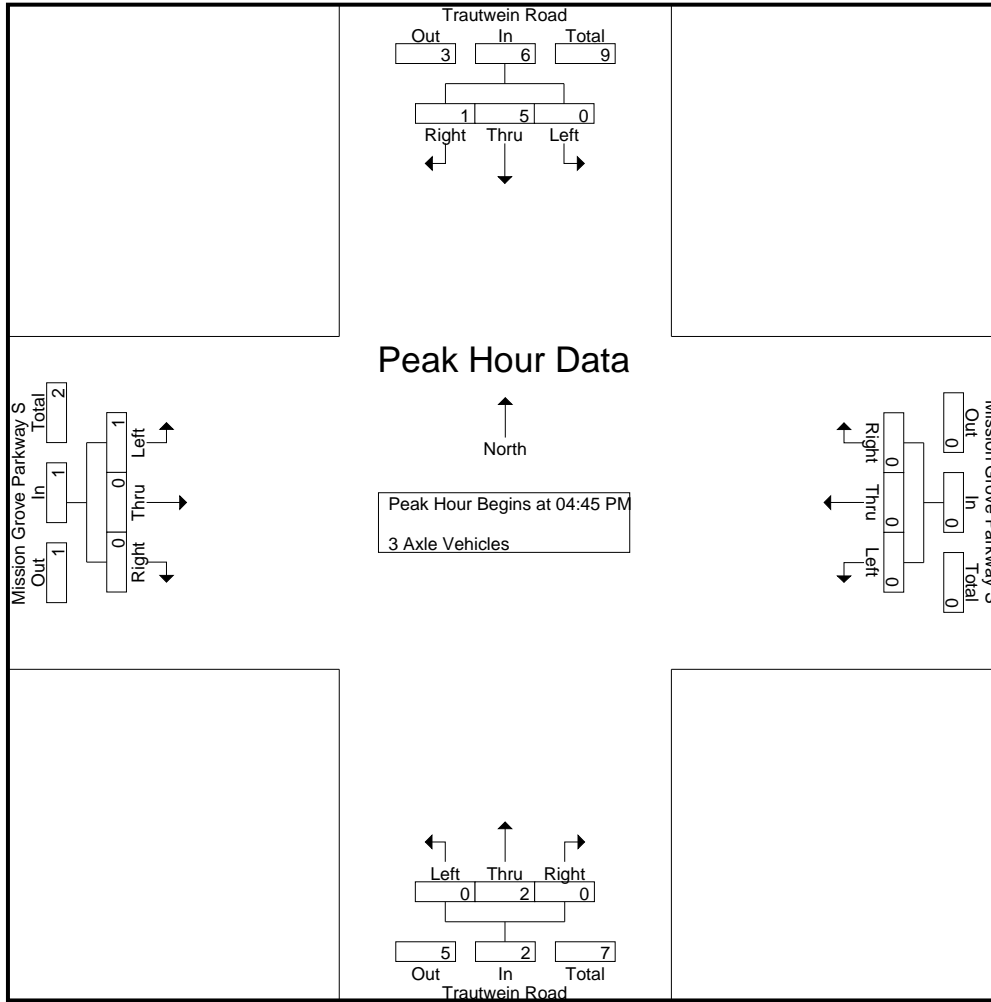 Trautwein Road
Out In Total
3 6 9
1 5 0
Right Thru Left
Peak Hour Data
North
Peak Hour Begins at 04:45 PM
3 Axle Vehicles
Mission Grove Parkway S
Total In Out
2 1 1
1 0 0
Left Thru Right
Mission Grove Parkway S
Out In Total
0 0 0
0 0 0
Right Thru Left
Left Thru Right
0 2 0
5 2 7
Out In Total
Trautwein Road